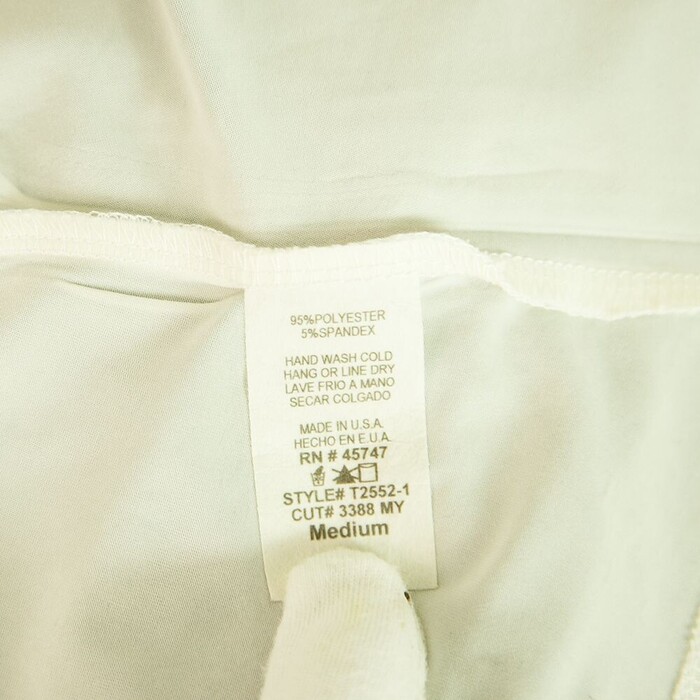 95%POLYESTER
5%SPANDEX
HAND WASH COLD
HANG OR LINE DRY
LAVE FRIO A MANO
SECAR COLGADO
MADE IN U.S.A.
HECHO EN E.U.A.
RN # 45747
STYLE# T2552-1
CUT# 3388 MY
Medium